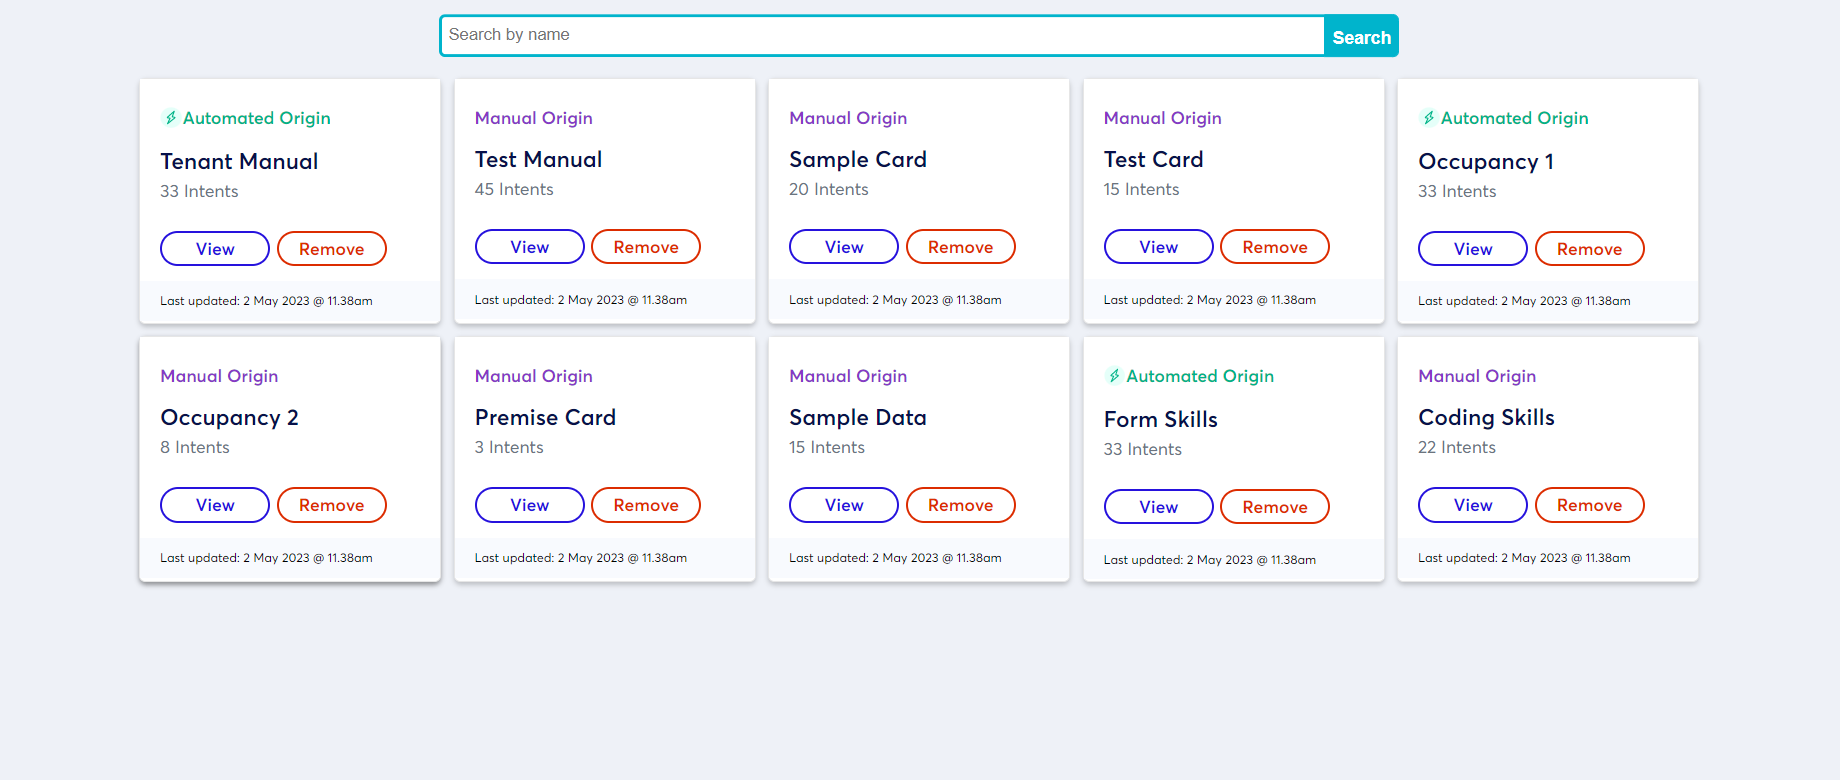 Search by name
Search
Automated Origin
Tenant Manual
33 Intents
View Remove
Last updated: 2 May 2023 @ 11.38am
Manual Origin
Test Manual
45 Intents
View Remove
Last updated: 2 May 2023 @ 11.38am
Manual Origin
Sample Card
20 Intents
View Remove
Last updated: 2 May 2023 @ 11.38am
Manual Origin
Test Card
15 Intents
View Remove
Last updated: 2 May 2023 @ 11.38am
Automated Origin
Occupancy 1
33 Intents
View Remove
Last updated: 2 May 2023 @ 11.38am
Manual Origin
Occupancy 2
8 Intents
View Remove
Last updated: 2 May 2023 @ 11.38am
Manual Origin
Premise Card
3 Intents
View Remove
Last updated: 2 May 2023 @ 11.38am
Manual Origin
Sample Data
15 Intents
View Remove
Last updated: 2 May 2023 @ 11.38am
Automated Origin
Form Skills
33 Intents
View Remove
Last updated: 2 May 2023 @ 11.38am
Manual Origin
Coding Skills
22 Intents
View Remove
Last updated: 2 May 2023 @ 11.38am